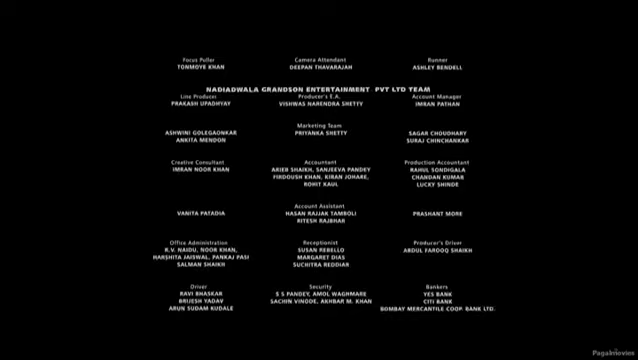 Focus Puller Camera Attendant Runner
TONMOYE KHAN DEEPAN THAVARAJAH ASHLEY BENDELL
NADIADWALA GRANDSON ENTERTAINMENT PVT LTD TEAM
Line Producer Producer's E.A. Account Manager
PRAKASH UPADHYAY VISHWAS NARENDRA SHETTY IMRAN PATHAN
Marketing Team
ASHWINI GOLEGAONKAR PRIYANKA SHETTY SAGAR CHOUDHARY
ANKITA MENDON SURAJ CHINCHANKAR
Creative Consultant Accountant Production Accountant
IMRAN NOOR KHAN ARIEB SHAIKH, SANJEEVA PANDEY RAHUL SONDIGALA
FIRDOUSH KHAN, KIRAN JOHARE, CHANDAN KUMAR
ROHIT KAUL LUCKY SHINDE
Account Assistant
VANITA PATADIA HASAN RAJJAK TAMBOLI PRASHANT MORE
RITESH RAJBHAR
Office Administration Receptionist Producer's Driver
R.V. NAIDU, NOOR KHAN, SUSAN REBELLO ABDUL FAROOQ SHAIKH
HARSHITA JAISWAL, PANKAJ PASI MARGARET DIAS
SALMAN SHAIKH SUCHITRA REDDIAR
Driver Security Bankers
RAVI BHASKAR S S PANDEY, AMOL WAGHMARE YES BANK
BRIJESH YADAV SACHIN VINODE, AKHBAR M. KHAN CITI BANK
ARUN SUDAM KUDALE BOMBAY MERCANTILE COOP. BANK LTD.
Pagalmovies